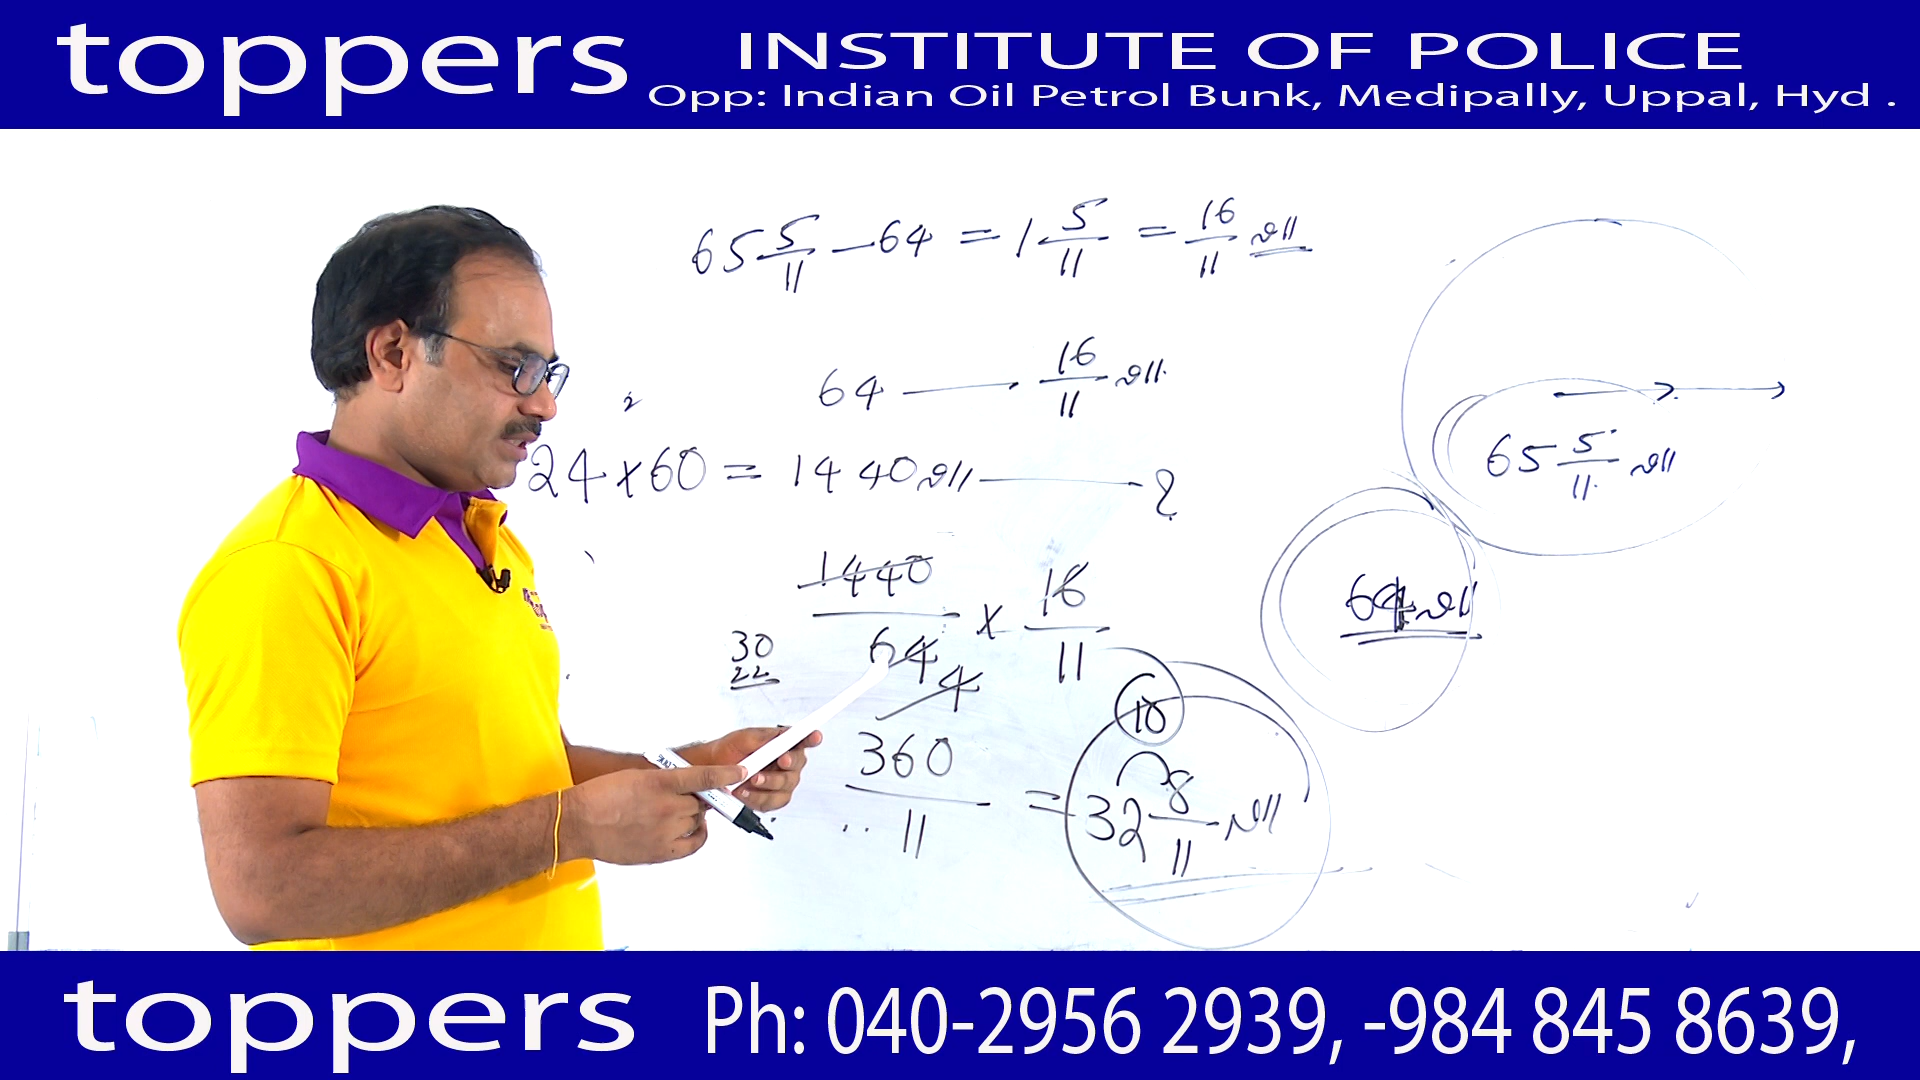 toppers
INSTITUTE OF POLICE
Opp: Indian Oil Petrol Bunk, Medipally, Uppal, Hyd .
65 5/11 - 64 = 1 5/11 = 16/11 ని॥
64 — 16/11 ని॥
24 x 60 = 1440 ని॥ — ?
65 5/11 ని॥
1440/64 x 16/11
64 ని॥
30
22
4
10
360/11 = 32 8/11 ని॥
toppers
Ph: 040-2956 2939, -984 845 8639,